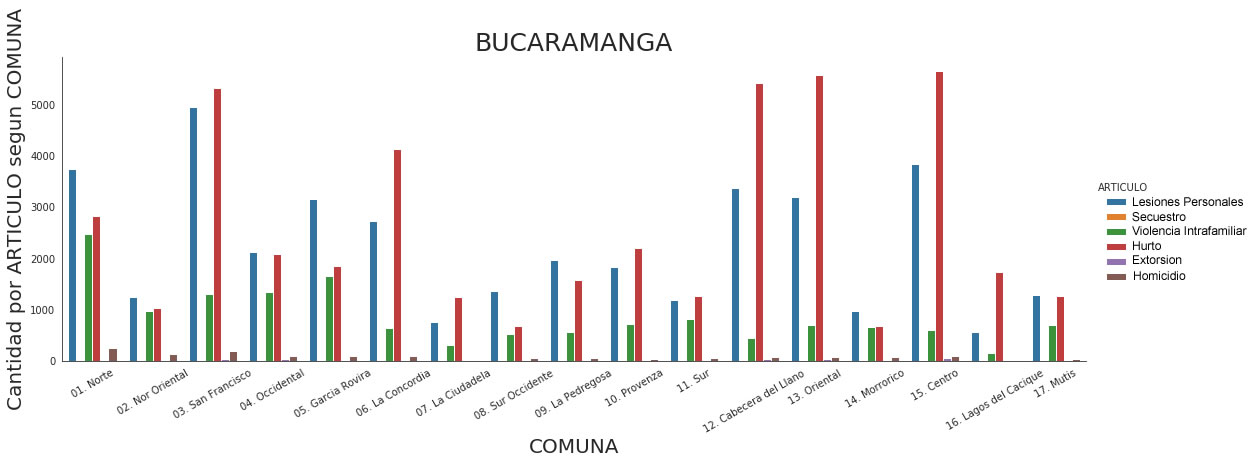 BUCARAMANGA
Cantidad por ARTICULO segun COMUNA
5000
4000
3000
2000
1000
0
01. Norte
02. Nor Oriental
03. San Francisco
04. Occidental
05. Garcia Rovira
06. La Concordia
07. La Ciudadela
08. Sur Occidente
09. La Pedregosa
10. Provenza
11. Sur
12. Cabecera del Llano
13. Oriental
14. Morrorico
15. Centro
16. Lagos del Cacique
17. Mutis
COMUNA
ARTICULO
Lesiones Personales
Secuestro
Violencia Intrafamiliar
Hurto
Extorsion
Homicidio